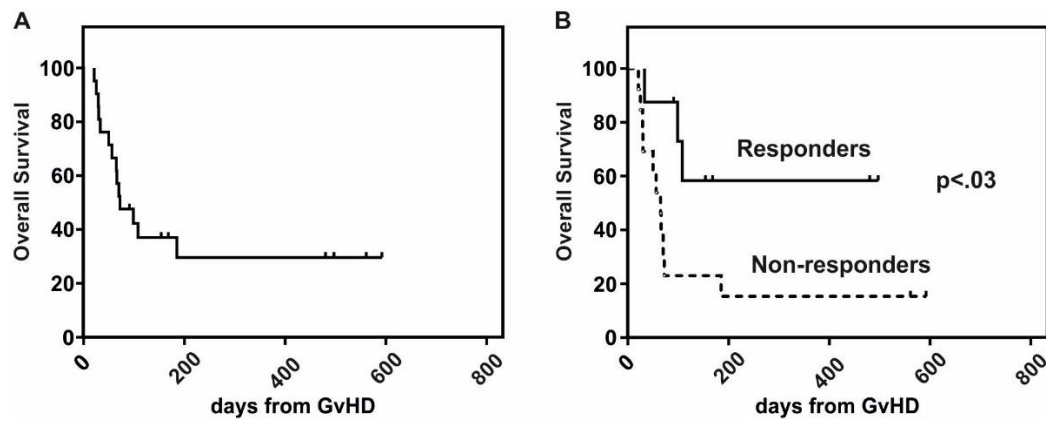 A
Overall Survival
100
80
60
40
20
0
0 200 400 600 800
days from GvHD
B
Overall Survival
100
80
60
40
20
0
Responders
p<.03
Non-responders
0 200 400 600 800
days from GvHD